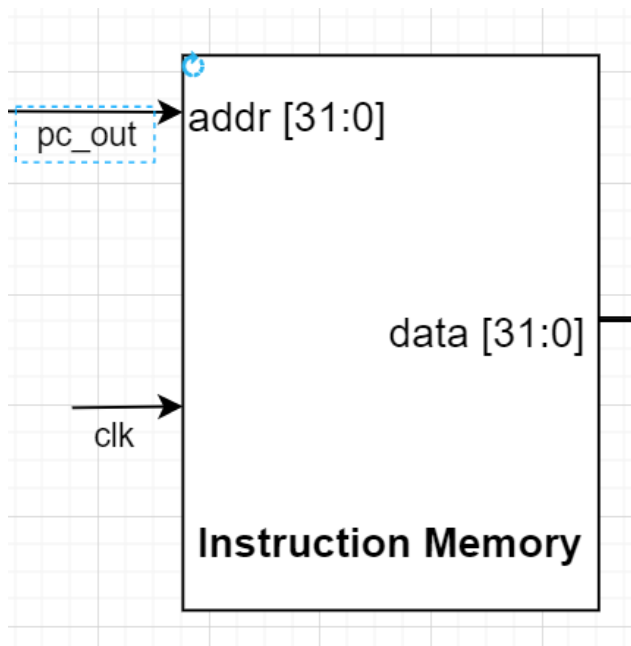 addr [31:0]
pc_out
data [31:0]
clk
Instruction Memory